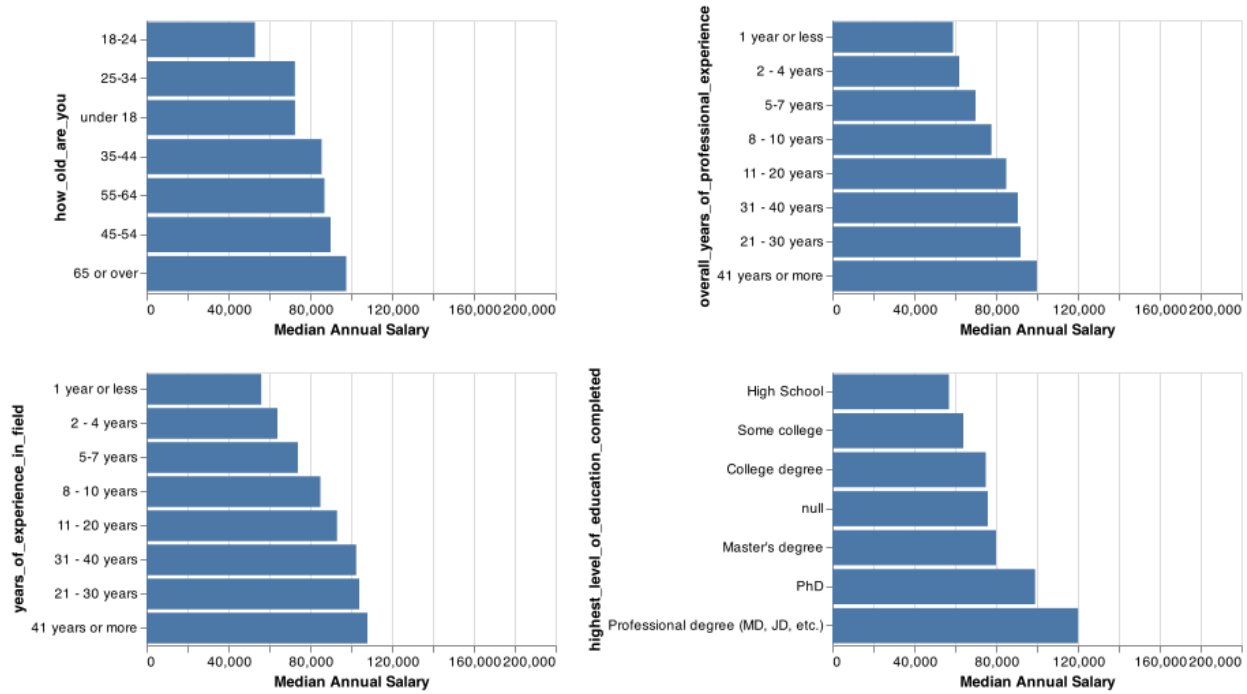 how_old_are_you
18-24
25-34
under 18
35-44
55-64
45-54
65 or over
0 40,000 80,000 120,000 160,000 200,000
Median Annual Salary
overall_years_of_professional_experience
1 year or less
2 - 4 years
5-7 years
8 - 10 years
11 - 20 years
31 - 40 years
21 - 30 years
41 years or more
0 40,000 80,000 120,000 160,000 200,000
Median Annual Salary
years_of_experience_in_field
1 year or less
2 - 4 years
5-7 years
8 - 10 years
11 - 20 years
31 - 40 years
21 - 30 years
41 years or more
0 40,000 80,000 120,000 160,000 200,000
Median Annual Salary
highest_level_of_education_completed
High School
Some college
College degree
null
Master's degree
PhD
Professional degree (MD, JD, etc.)
0 40,000 80,000 120,000 160,000 200,000
Median Annual Salary